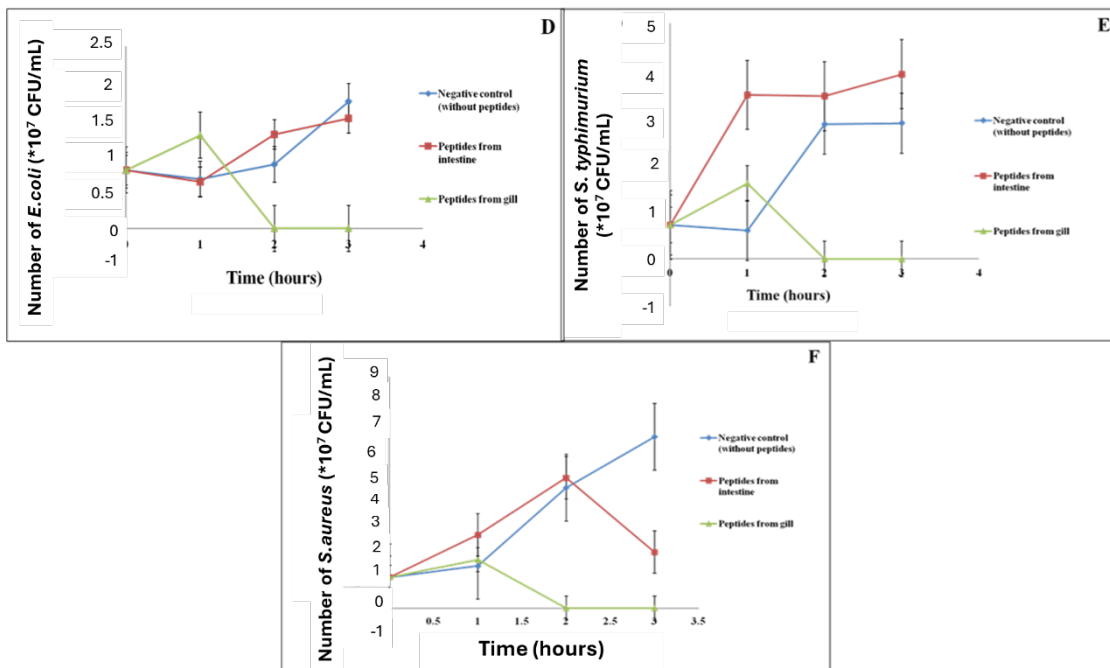 D
Number of E.coli (*10⁷ CFU/mL)
2.5
2
1.5
1
0.5
0
-1
0
1
2
3
4
Time (hours)
Negative control
(without peptides)
Peptides from
intestine
Peptides from gill
E
Number of S. typhimurium
(*10⁷ CFU/mL)
5
4
3
2
1
0
-1
0
1
2
3
4
Time (hours)
Negative control
(without peptides)
Peptides from
intestine
Peptides from gill
F
Number of S.aureus (*10⁷ CFU/mL)
9
8
7
6
5
4
3
2
1
0
-1
0.5
1
1.5
2
2.5
3
3.5
Time (hours)
Negative control
(without peptides)
Peptides from
intestine
Peptides from gill